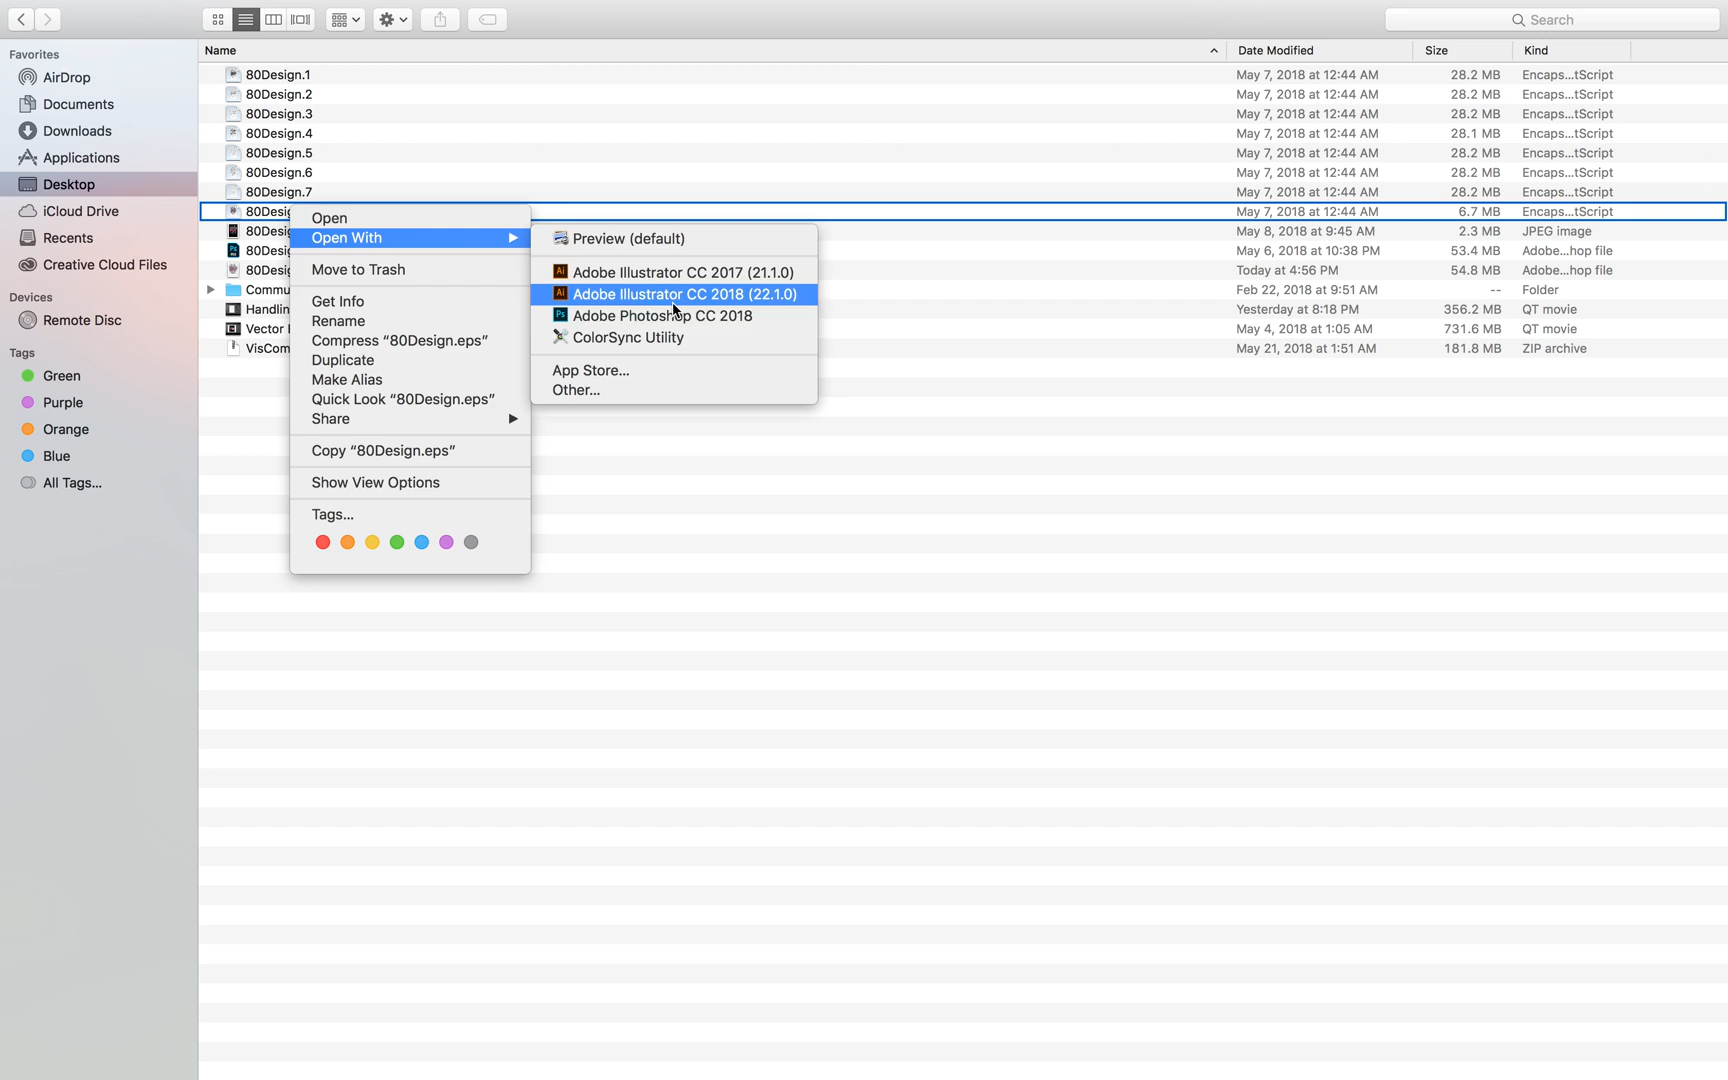 Search
Favorites
AirDrop
Documents
Downloads
Applications
Desktop
iCloud Drive
Recents
Creative Cloud Files
Devices
Remote Disc
Tags
Green
Purple
Orange
Blue
All Tags...
Name Date Modified Size Kind
80Design.1 May 7, 2018 at 12:44 AM 28.2 MB Encaps...tScript
80Design.2 May 7, 2018 at 12:44 AM 28.2 MB Encaps...tScript
80Design.3 May 7, 2018 at 12:44 AM 28.2 MB Encaps...tScript
80Design.4 May 7, 2018 at 12:44 AM 28.1 MB Encaps...tScript
80Design.5 May 7, 2018 at 12:44 AM 28.2 MB Encaps...tScript
80Design.6 May 7, 2018 at 12:44 AM 28.2 MB Encaps...tScript
80Design.7 May 7, 2018 at 12:44 AM 28.2 MB Encaps...tScript
80Desig May 7, 2018 at 12:44 AM 6.7 MB Encaps...tScript
80Desig May 8, 2018 at 9:45 AM 2.3 MB JPEG image
80Desig May 6, 2018 at 10:38 PM 53.4 MB Adobe...hop file
80Desig Today at 4:56 PM 54.8 MB Adobe...hop file
Commu Feb 22, 2018 at 9:51 AM -- Folder
Handlin Yesterday at 8:18 PM 356.2 MB QT movie
Vector May 4, 2018 at 1:05 AM 731.6 MB QT movie
VisCom May 21, 2018 at 1:51 AM 181.8 MB ZIP archive
Open
Open With
Move to Trash
Get Info
Rename
Compress “80Design.eps”
Duplicate
Make Alias
Quick Look “80Design.eps”
Share
Copy “80Design.eps”
Show View Options
Tags...
Preview (default)
Adobe Illustrator CC 2017 (21.1.0)
Adobe Illustrator CC 2018 (22.1.0)
Adobe Photoshop CC 2018
ColorSync Utility
App Store...
Other...